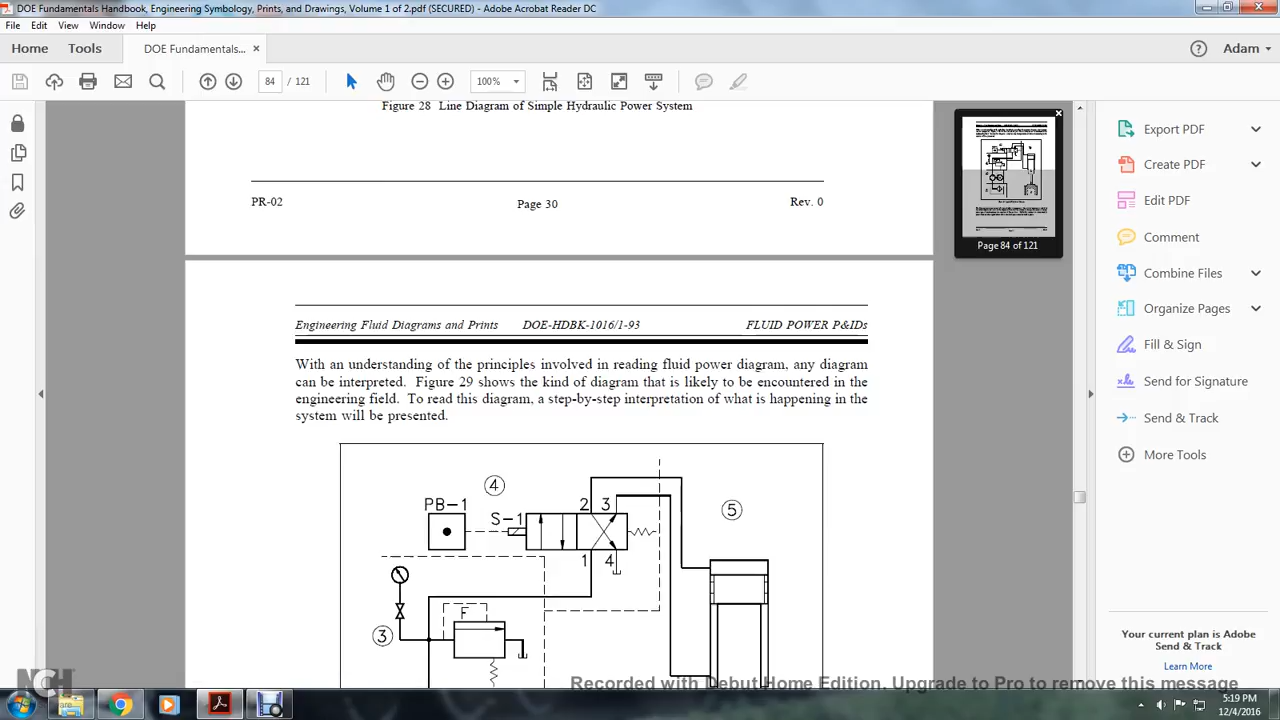 DOE Fundamentals Handbook, Engineering Symbology, Prints, and Drawings, Volume 1 of 2.pdf (SECURED) - Adobe Acrobat Reader DC
File Edit View Window Help
Home Tools DOE Fundamentals... × Adam
84 / 121 100%
Figure 28 Line Diagram of Simple Hydraulic Power System
PR-02 Page 30 Rev. 0
Engineering Fluid Diagrams and Prints DOE-HDBK-1016/1-93 FLUID POWER P&IDs
With an understanding of the principles involved in reading fluid power diagram, any diagram
can be interpreted. Figure 29 shows the kind of diagram that is likely to be encountered in the
engineering field. To read this diagram, a step-by-step interpretation of what is happening in the
system will be presented.
4
PB-1 S-1 2 3
5
1 4
F
3
Page 84 of 121
Export PDF
Create PDF
Edit PDF
Comment
Combine Files
Organize Pages
Fill & Sign
Send for Signature
Send & Track
More Tools
Your current plan is Adobe
Send & Track
Learn More
NCH
Recorded with Debut Home Edition. Upgrade to Pro to remove this message
5:19 PM
12/4/2016